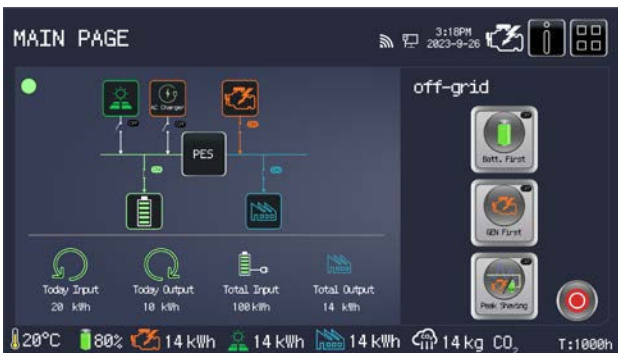 MAIN PAGE
3:18PM
2023-9-26
off-grid
AC Charger
PES
Batt. First
GEN First
Peak Shaving
Today Input
20 kWh
Today Output
10 kWh
Total Input
100 kWh
Total Output
14 kWh
20°C
80%
14 kWh
14 kWh
14 kWh
14 kg CO₂
T:1000h